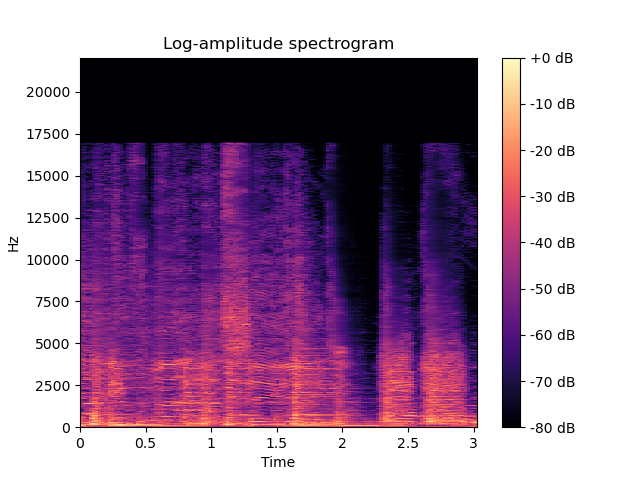 Log-amplitude spectrogram
Hz
20000
17500
15000
12500
10000
7500
5000
2500
0
0 0.5 1 1.5 2 2.5 3
Time
+0 dB
-10 dB
-20 dB
-30 dB
-40 dB
-50 dB
-60 dB
-70 dB
-80 dB